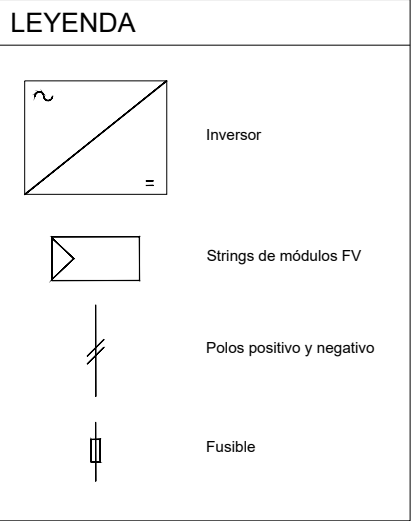 LEYENDA
Inversor
=
Strings de módulos FV
Polos positivo y negativo
Fusible